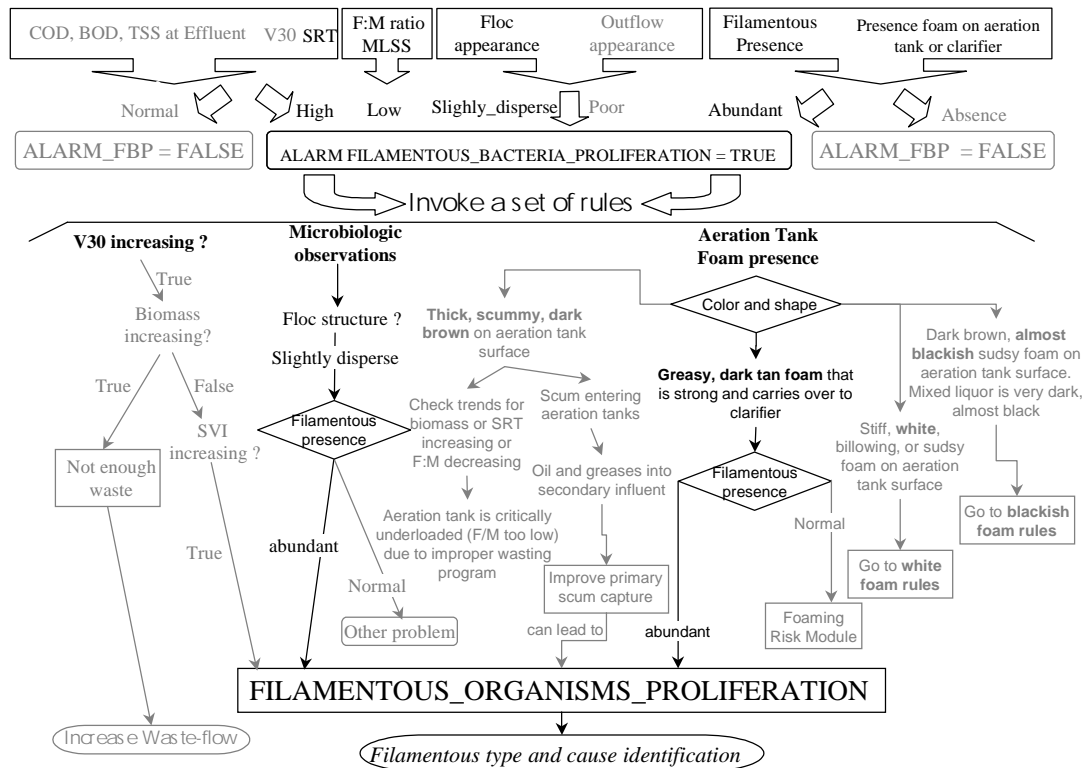 COD, BOD, TSS at Effluent V30 SRT
F:M ratio
MLSS
Floc
appearance
Outflow
appearance
Filamentous
Presence
Presence foam on aeration
tank or clarifier
Normal
High
Low
Slighly_disperse
Poor
Abundant
Absence
ALARM_FBP = FALSE
ALARM FILAMENTOUS_BACTERIA_PROLIFERATION = TRUE
ALARM_FBP = FALSE
Invoke a set of rules
V30 increasing ?
True
Biomass
increasing?
True
False
Not enough
waste
SVI
increasing ?
True
Increase Waste-flow
Microbiologic
observations
Floc structure ?
Slightly disperse
Filamentous
presence
abundant
Normal
Other problem
Aeration Tank
Foam presence
Color and shape
Thick, scummy, dark
brown on aeration tank
surface
Check trends for
biomass or SRT
increasing or
F:M decreasing
Aeration tank is critically
underloaded (F/M too low)
due to improper wasting
program
Scum entering
aeration tanks
Oil and greases into
secondary influent
Improve primary
scum capture
can lead to
Greasy, dark tan foam that
is strong and carries over to
clarifier
Filamentous
presence
abundant
Normal
Foaming
Risk Module
Stiff, white,
billowing, or sudsy
foam on aeration
tank surface
Go to white
foam rules
Dark brown, almost
blackish sudsy foam on
aeration tank surface.
Mixed liquor is very dark,
almost black
Go to blackish
foam rules
FILAMENTOUS_ORGANISMS_PROLIFERATION
Filamentous type and cause identification